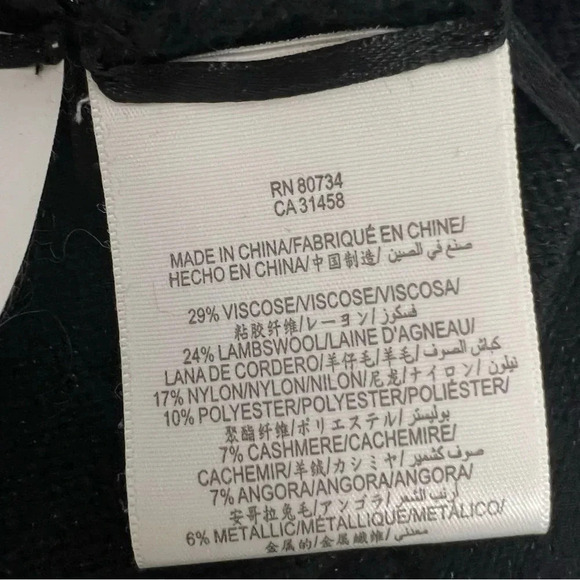 RN 80734
CA 31458
MADE IN CHINA/FABRIQUÉ EN CHINE/
HECHO EN CHINA/中国制造/صنع في الصين
29% VISCOSE/VISCOSE/VISCOSA/
粘胶纤维/レーヨン/فسكوز
24% LAMBSWOOL/LAINE D'AGNEAU/
LANA DE CORDERO/羊仔毛/羊毛/كباش الصوف
17% NYLON/NYLON/NILON/尼龙/ナイロン/نيلون
10% POLYESTER/POLYESTER/POLIÉSTER/
聚酯纤维/ポリエステル/بوليستر
7% CASHMERE/CACHEMIRE/
CACHEMIR/羊绒/カシミヤ/صوف كشمير
7% ANGORA/ANGORA/ANGORA/
安哥拉兔毛/アンゴラ/أرنب الشعر
6% METALLIC/MÉTALLIQUE/METÁLICO/
金属的/金属繊維/معدني